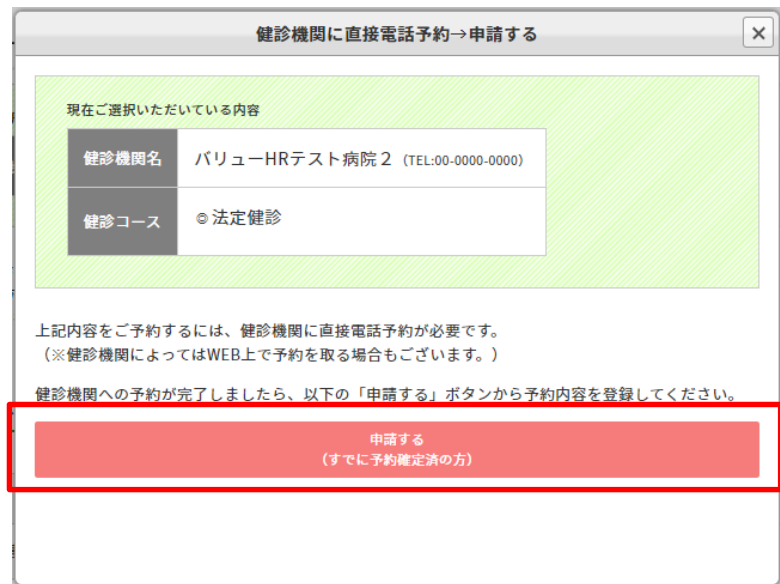 健診機関に直接電話予約→申請する
×
現在ご選択いただいている内容
健診機関名 バリューHRテスト病院２（TEL:00-0000-0000）
健診コース ◎法定健診
上記内容をご予約するには、健診機関に直接電話予約が必要です。
（※健診機関によってはWEB上で予約を取る場合もございます。）
健診機関への予約が完了しましたら、以下の「申請する」ボタンから予約内容を登録してください。
申請する
（すでに予約確定済の方）